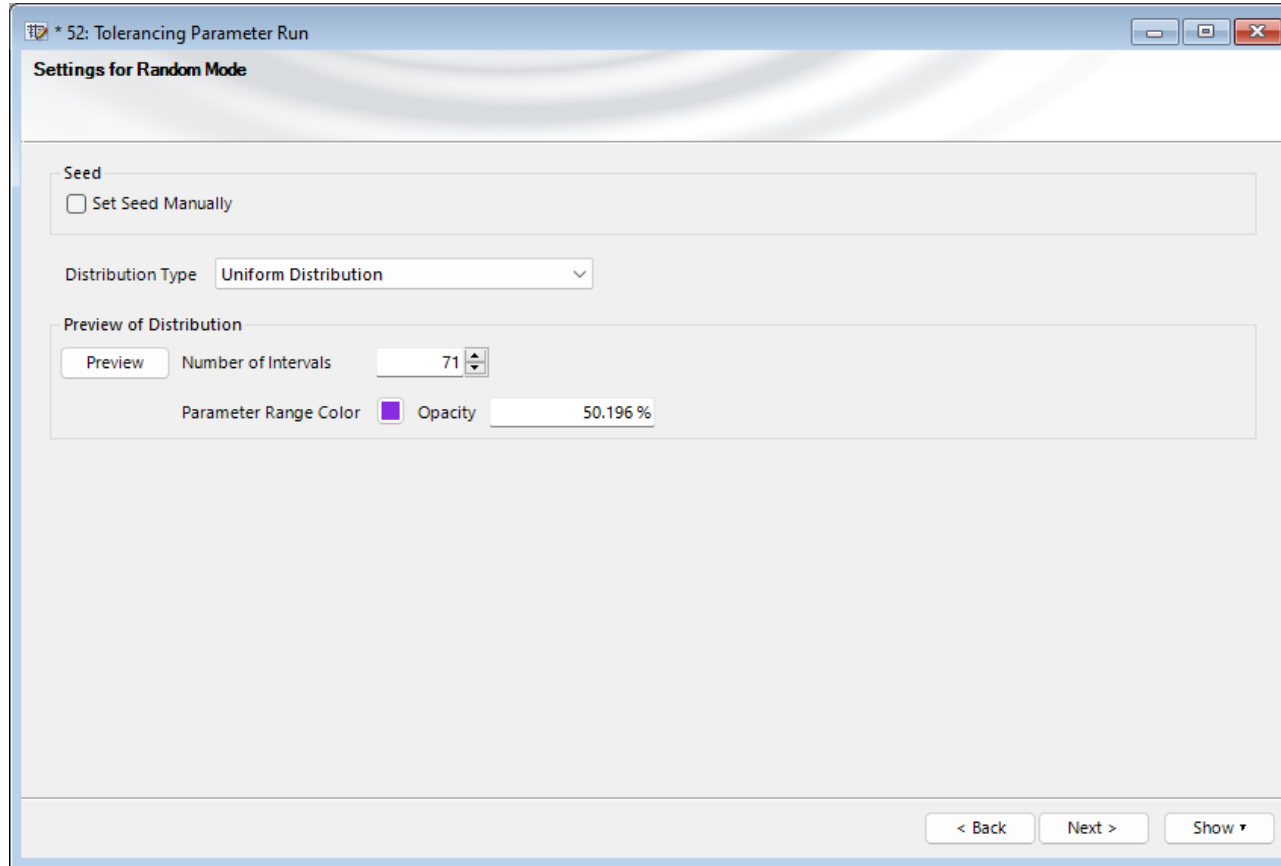 * 52: Tolerancing Parameter Run
Settings for Random Mode
Seed
Set Seed Manually
Distribution Type Uniform Distribution
Preview of Distribution
Preview Number of Intervals 71
Parameter Range Color Opacity 50.196 %
< Back Next > Show ▾